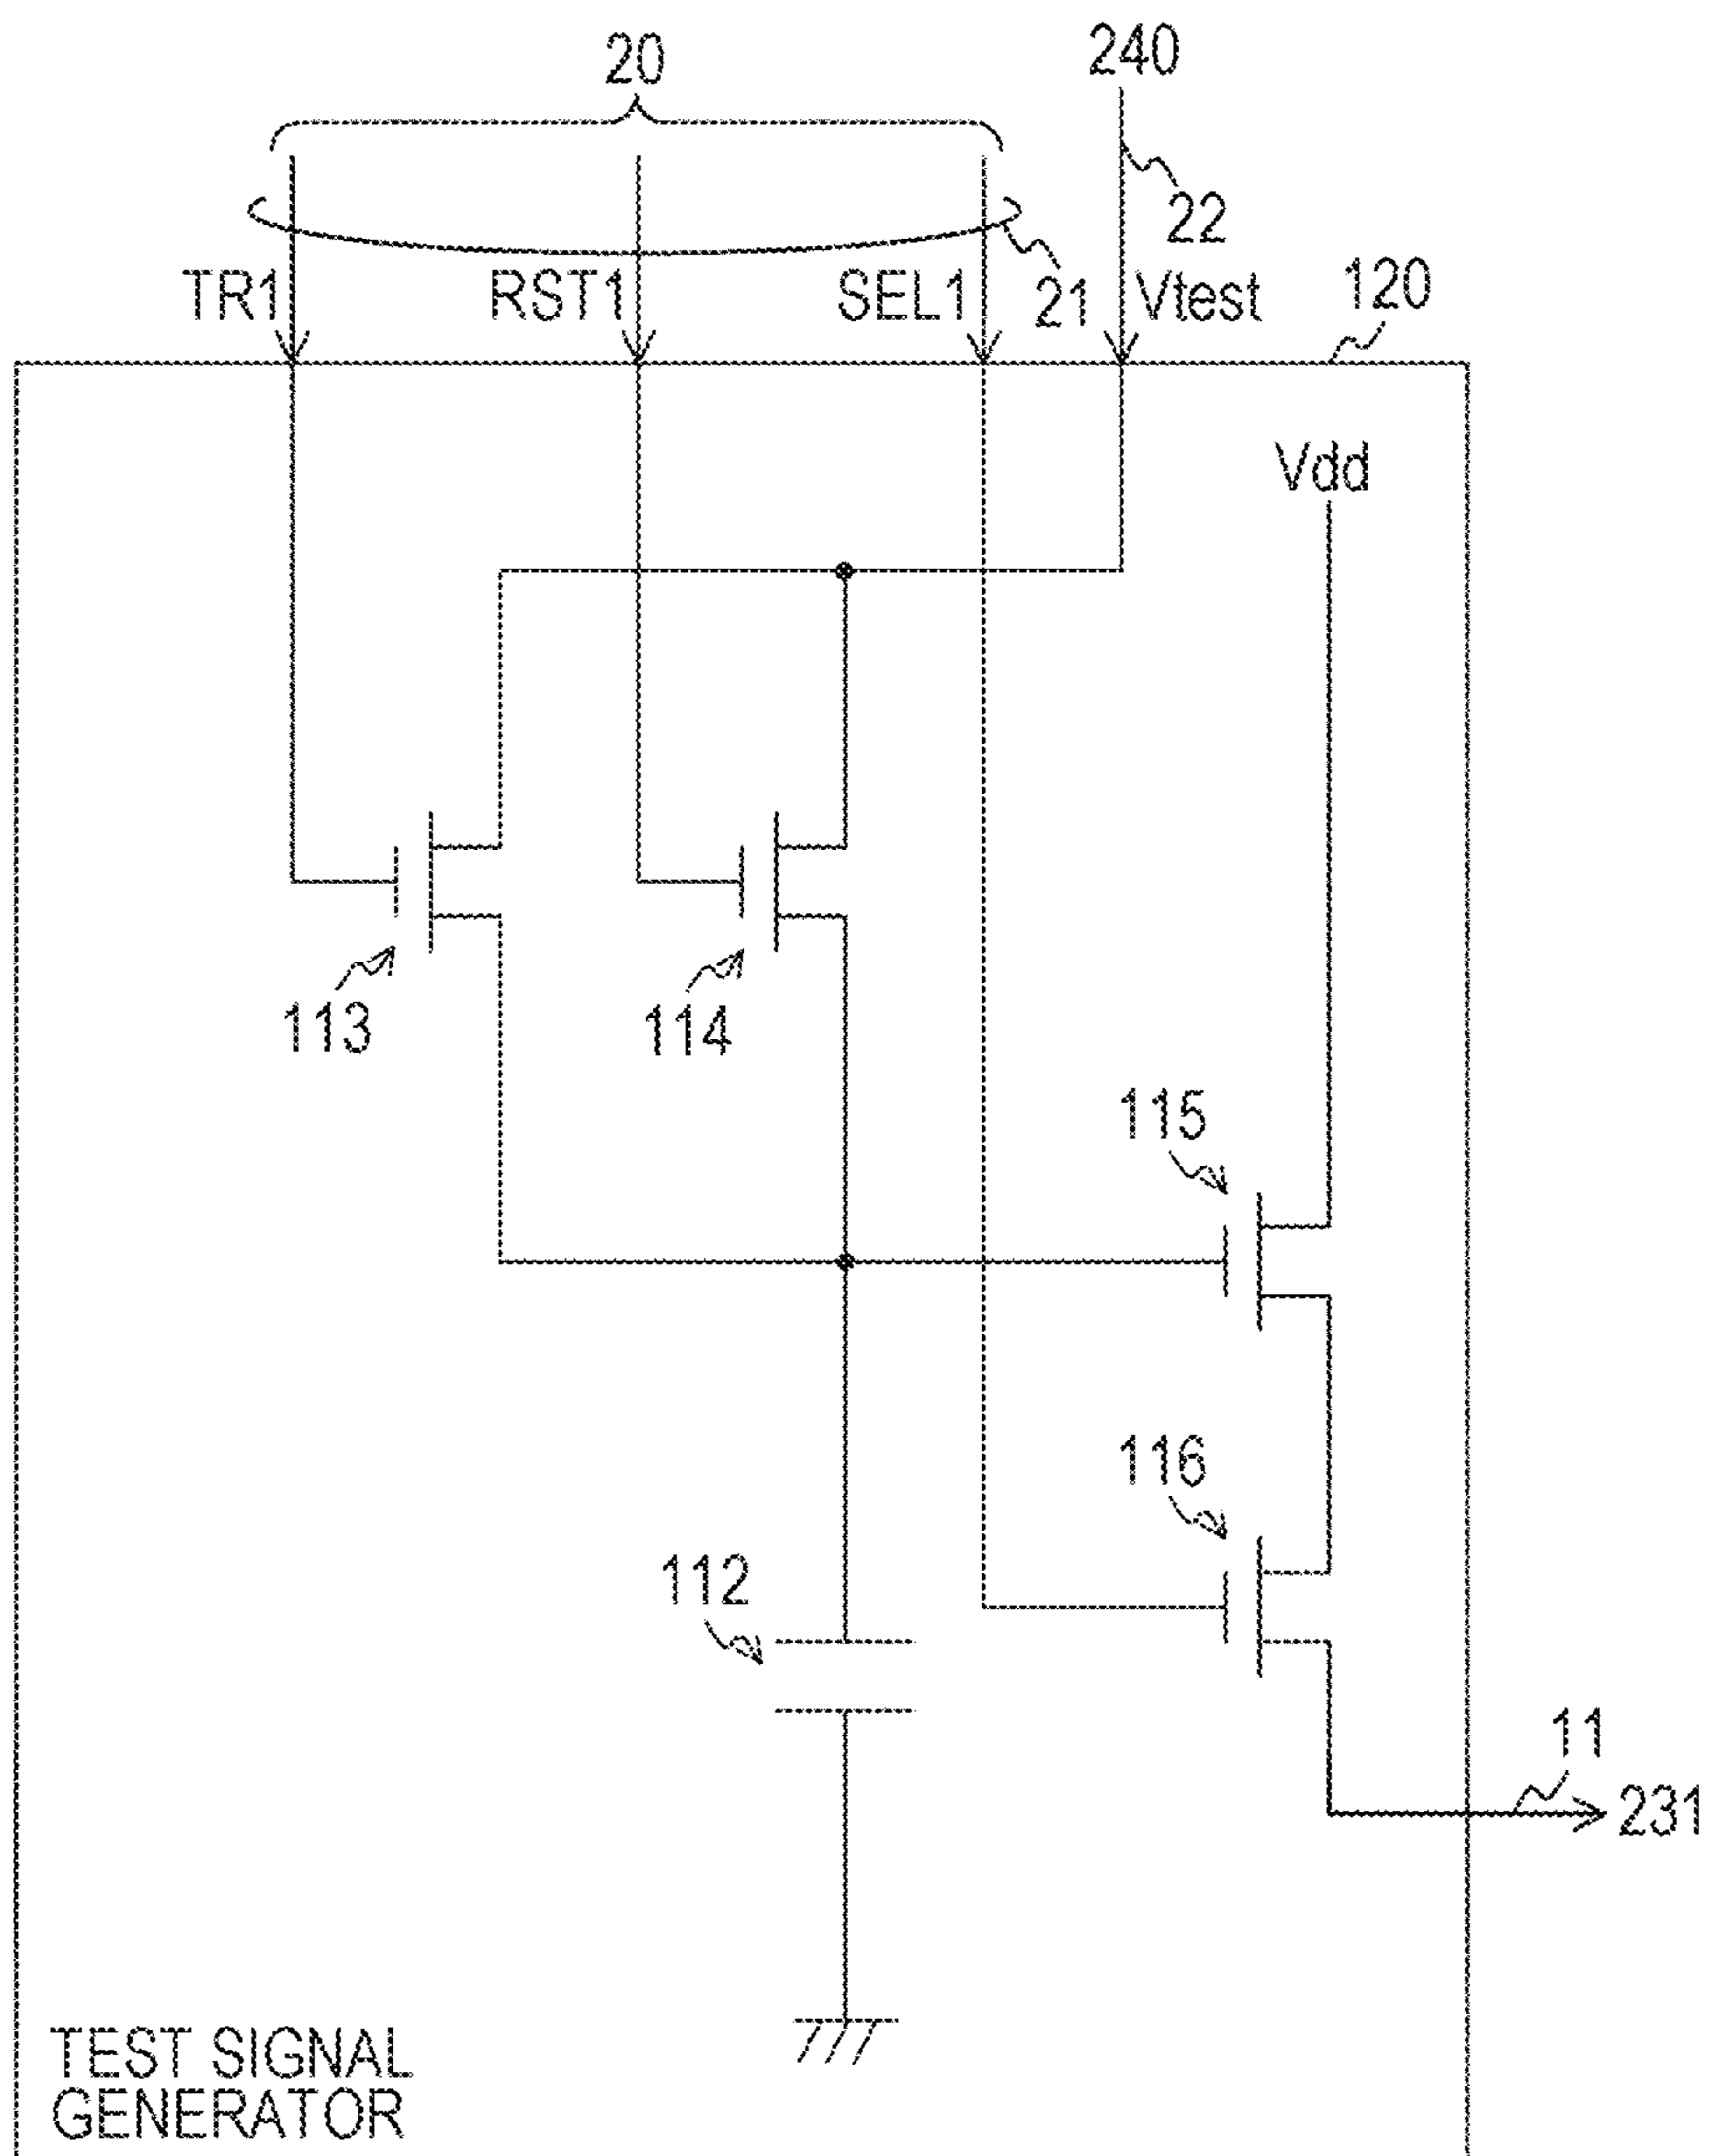 20
240
22
TR1
RST1
SEL1
21
Vtest
120
Vdd
113
114
115
116
112
11
231
TEST SIGNAL
GENERATOR